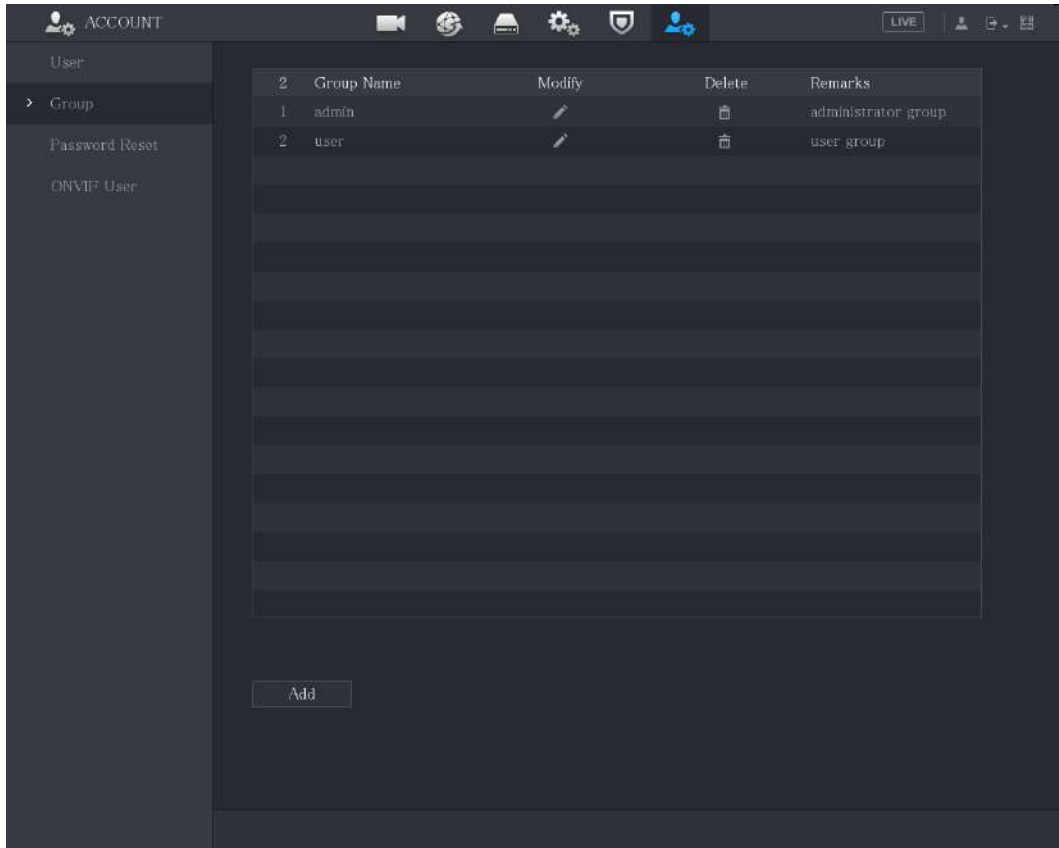 ACCOUNT
LIVE
User
Group
Password Reset
ONVIF User
2 Group Name Modify Delete Remarks
1 admin administrator group
2 user user group
Add